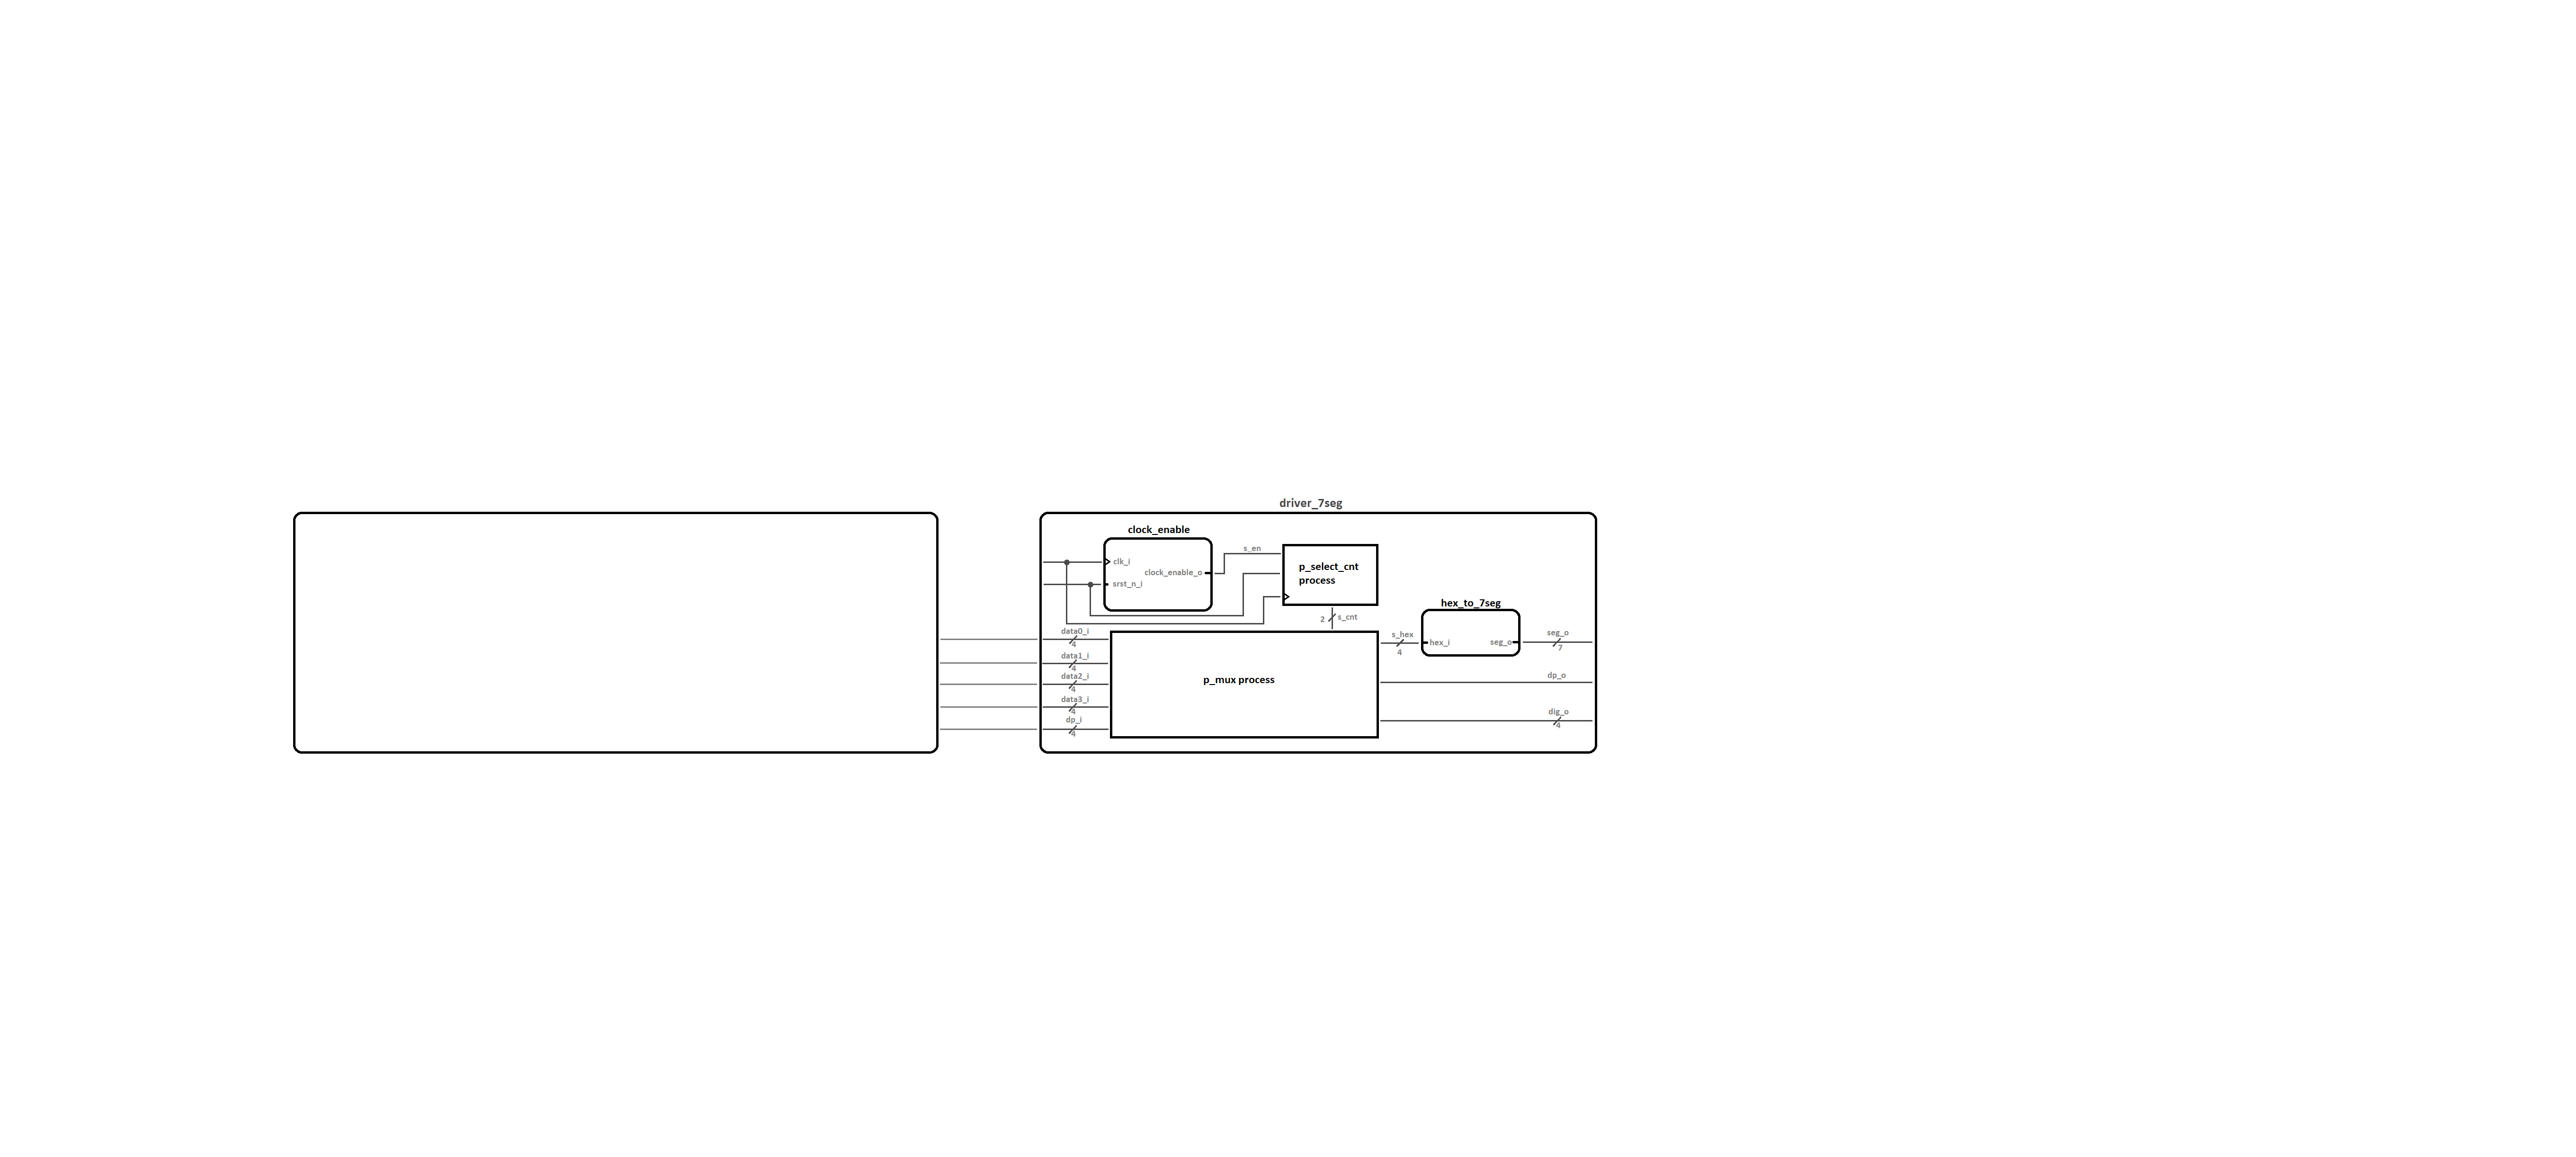 driver_7seg
clock_enable
clk_i
srst_n_i
clock_enable_o
s_en
p_select_cnt
process
2
s_cnt
data0_i
4
data1_i
4
data2_i
4
data3_i
4
dp_i
4
p_mux process
s_hex
4
hex_to_7seg
hex_i
seg_o
seg_o
7
dp_o
dig_o
4